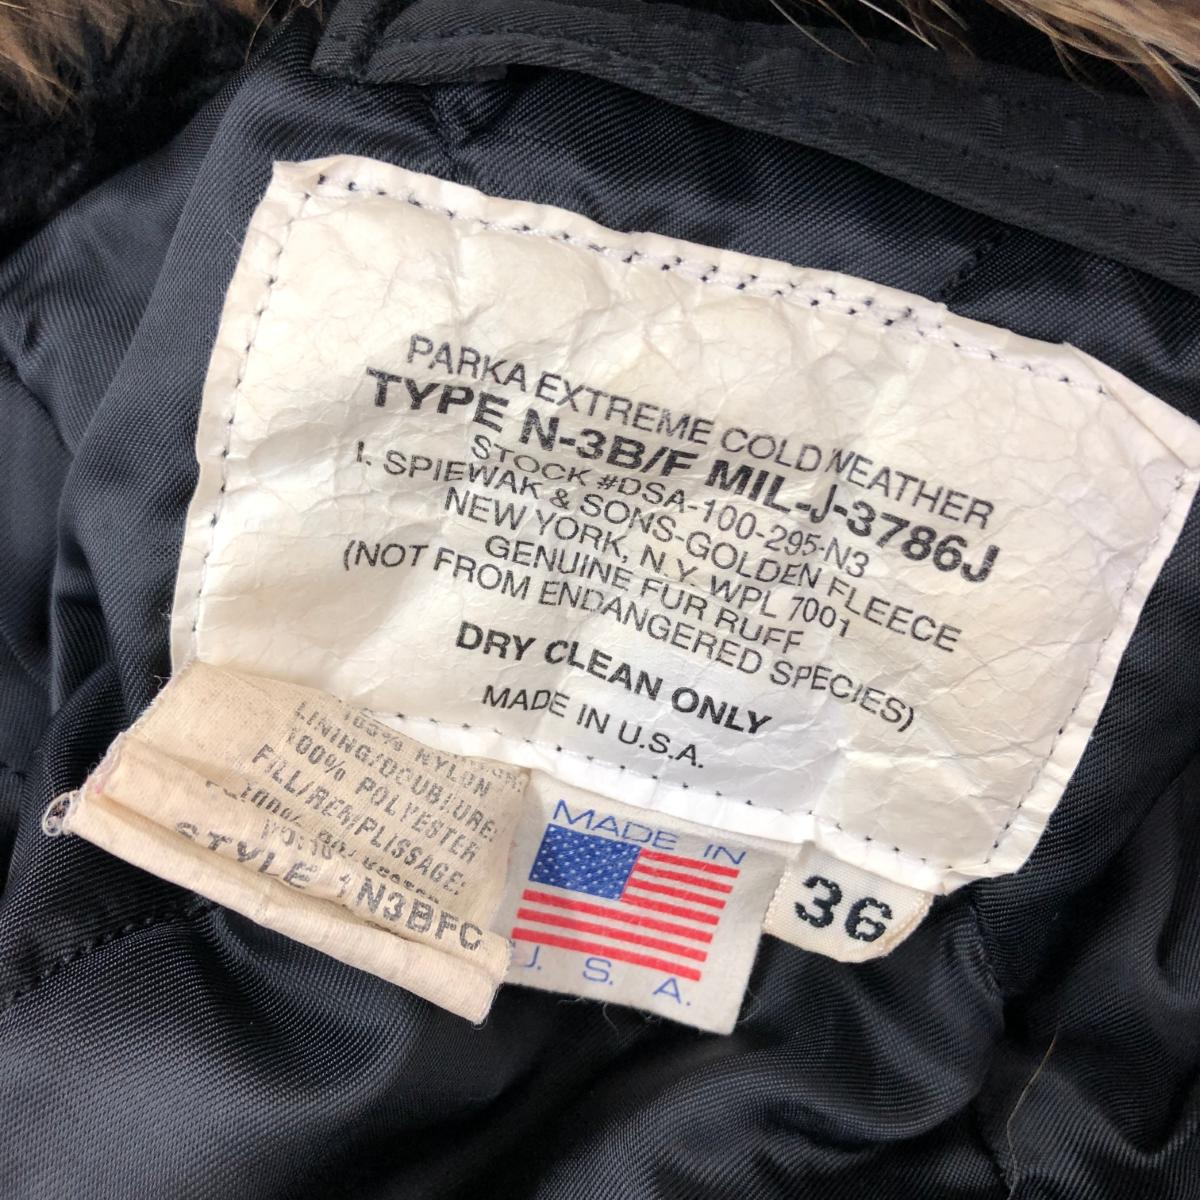 PARKA EXTREME COLD WEATHER
TYPE N-3B/F MIL-J-3786J
STOCK #DSA-100-295-N3
I. SPIEWAK & SONS-GOLDEN FLEECE
NEW YORK, N.Y. WPL 7001
GENUINE FUR RUFF
(NOT FROM ENDANGERED SPECIES)
DRY CLEAN ONLY
MADE IN U.S.A.
NYLON
LINING/DOUBLURE:
100% POLYESTER
FILL/REMPLISSAGE:
STYLE N3BFC
MADE IN
U. S. A.
36